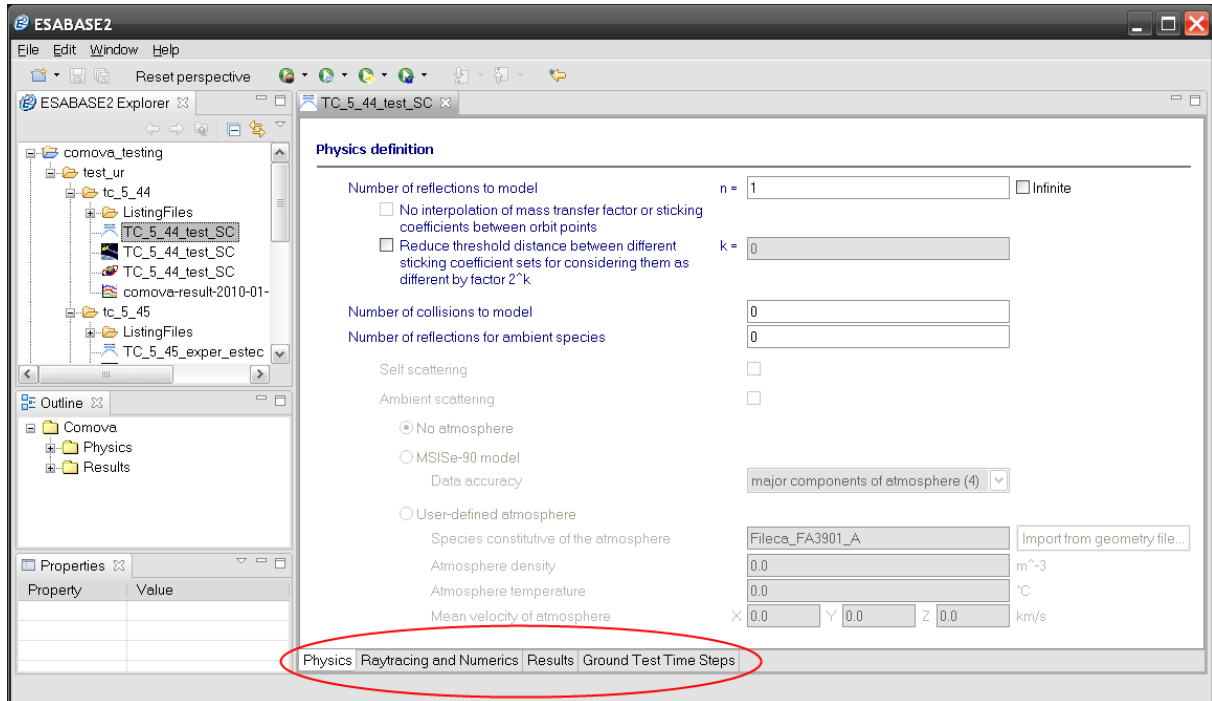 ESABASE2
File Edit Window Help
Reset perspective
ESABASE2 Explorer
TC_5_44_test_SC
comova_testing
test_ur
tc_5_44
ListingFiles
TC_5_44_test_SC
TC_5_44_test_SC
TC_5_44_test_SC
comova-result-2010-01-
tc_5_45
ListingFiles
TC_5_45_exper_estec
Outline
Comova
Physics
Results
Properties
Property Value
Physics definition
Number of reflections to model n = 1 Infinite
No interpolation of mass transfer factor or sticking
coefficients between orbit points
Reduce threshold distance between different k = 0
sticking coefficient sets for considering them as
different by factor 2^k
Number of collisions to model 0
Number of reflections for ambient species 0
Self scattering
Ambient scattering
No atmosphere
MSISe-90 model
Data accuracy major components of atmosphere (4)
User-defined atmosphere
Species constitutive of the atmosphere Fileca_FA3901_A Import from geometry file...
Atmosphere density 0.0 m^-3
Atmosphere temperature 0.0 °C
Mean velocity of atmosphere X 0.0 Y 0.0 Z 0.0 km/s
Physics Raytracing and Numerics Results Ground Test Time Steps